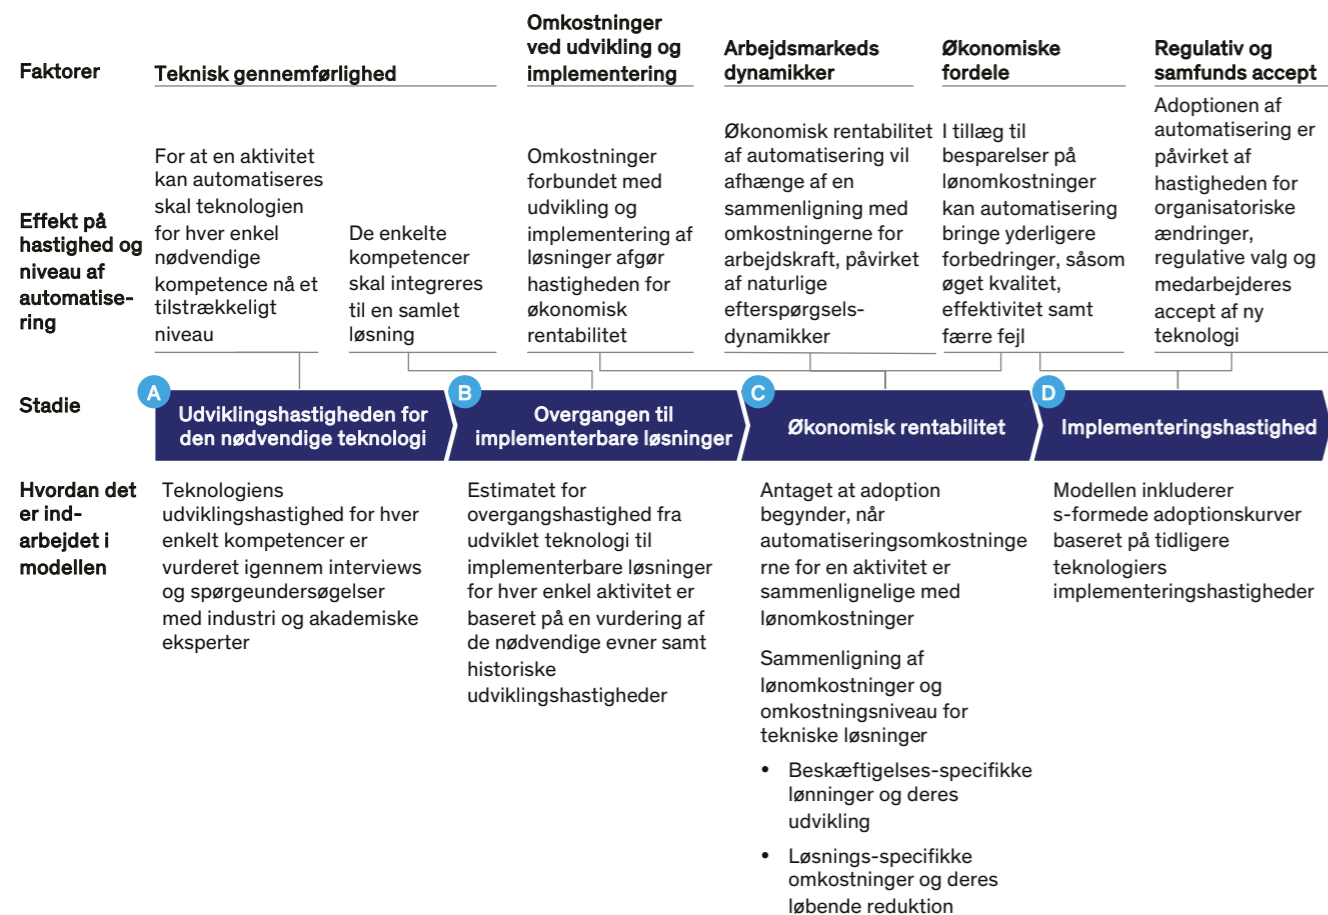 Faktorer
Teknisk gennemførlighed
Omkostninger
ved udvikling og
implementering
Arbejdsmarkeds
dynamikker
Økonomiske
fordele
Regulativ og
samfunds accept
Effekt på
hastighed og
niveau af
automatise-
ring
For at en aktivitet
kan automatiseres
skal teknologien
for hver enkel
nødvendige
kompetence nå et
tilstrækkeligt
niveau
De enkelte
kompetencer
skal integreres
til en samlet
løsning
Omkostninger
forbundet med
udvikling og
implementering af
løsninger afgør
hastigheden for
økonomisk
rentabilitet
Økonomisk rentabilitet
af automatisering vil
afhænge af en
sammenligning med
omkostningerne for
arbejdskraft, påvirket
af naturlige
efterspørgsels-
dynamikker
I tillæg til
besparelser på
lønomkostninger
kan automatisering
bringe yderligere
forbedringer, såsom
øget kvalitet,
effektivitet samt
færre fejl
Adoptionen af
automatisering er
påvirket af
hastigheden for
organisatoriske
ændringer,
regulative valg og
medarbejderes
accept af ny
teknologi
Stadie
A
Udviklingshastigheden for
den nødvendige teknologi
B
Overgangen til
implementerbare løsninger
C
Økonomisk rentabilitet
D
Implementeringshastighed
Hvordan det
er ind-
arbejdet i
modellen
Teknologiens
udviklingshastighed for hver
enkelt kompetencer er
vurderet igennem interviews
og spørgeundersøgelser
med industri og akademiske
eksperter
Estimatet for
overgangshastighed fra
udviklet teknologi til
implementerbare løsninger
for hver enkel aktivitet er
baseret på en vurdering af
de nødvendige evner samt
historiske
udviklingshastigheder
Antaget at adoption
begynder, når
automatiseringsomkostninge
rne for en aktivitet er
sammenlignelige med
lønomkostninger
Sammenligning af
lønomkostninger og
omkostningsniveau for
tekniske løsninger
• Beskæftigelses-specifikke
lønninger og deres
udvikling
• Løsnings-specifikke
omkostninger og deres
løbende reduktion
Modellen inkluderer
s-formede adoptionskurver
baseret på tidligere
teknologiers
implementeringshastigheder